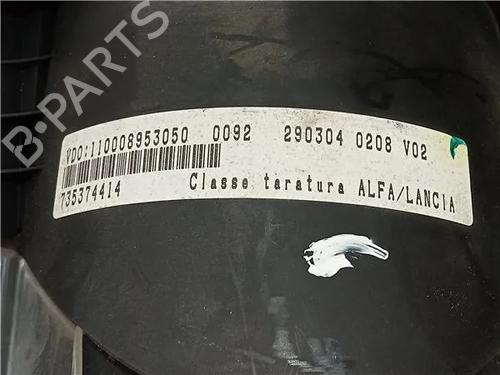 B-PARTS
VDO:110008953050 0092 290304 0208 V02
735374414 Classe taratura ALFA/LANCIA